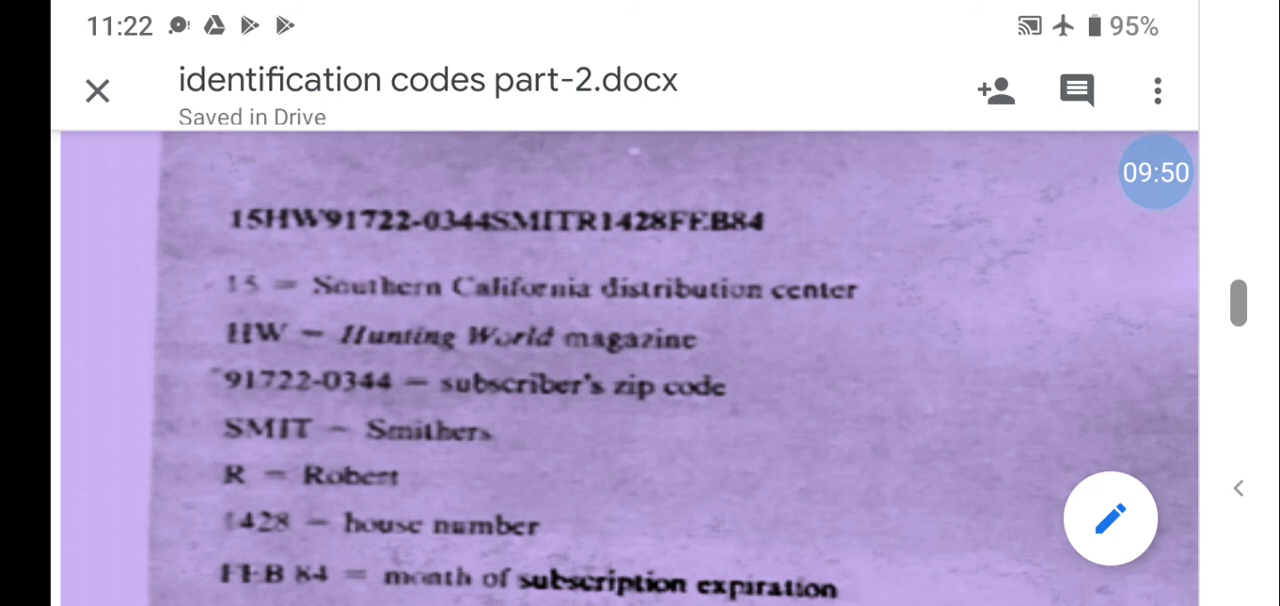 11:22 95%
identification codes part-2.docx
Saved in Drive
09:50
15HW91722-0344SMITR1428FEB84
15 = Southern California distribution center
HW = Hunting World magazine
91722-0344 = subscriber's zip code
SMIT = Smithers
R = Robert
1428 = house number
FEB 84 = month of subscription expiration